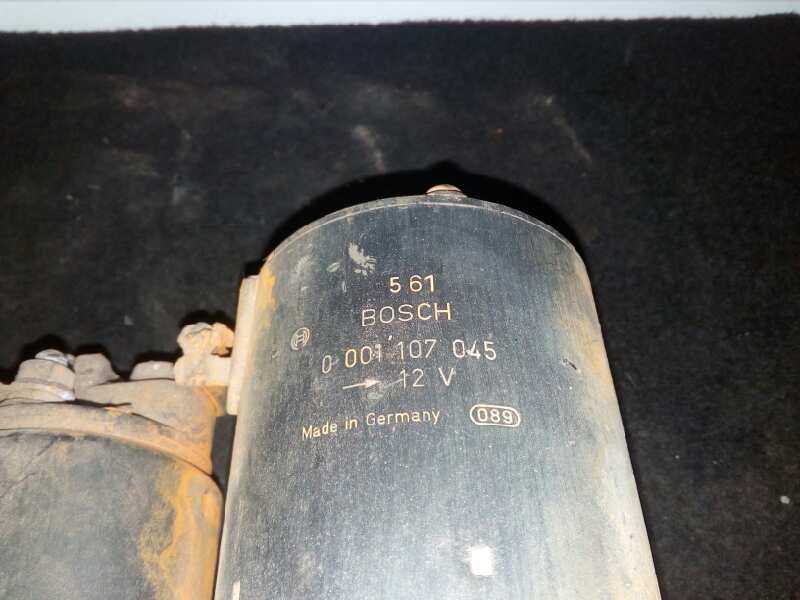 5 61
BOSCH
0 001 107 045
→ 12 V
Made in Germany 089